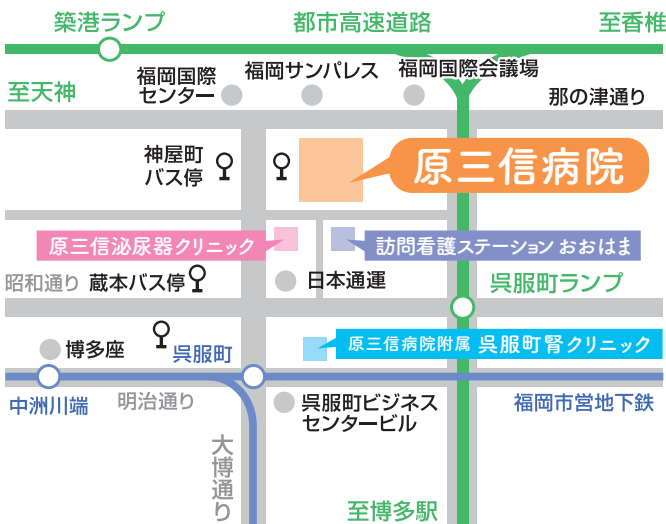 築港ランプ
都市高速道路
至香椎
至天神
福岡国際
センター
福岡サンパレス
福岡国際会議場
那の津通り
神屋町
バス停
原三信病院
原三信泌尿器クリニック
訪問看護ステーション おおはま
昭和通り
蔵本バス停
日本通運
呉服町ランプ
博多座
呉服町
原三信病院附属 呉服町腎クリニック
中洲川端
明治通り
呉服町ビジネス
センタービル
福岡市営地下鉄
大博通り
至博多駅